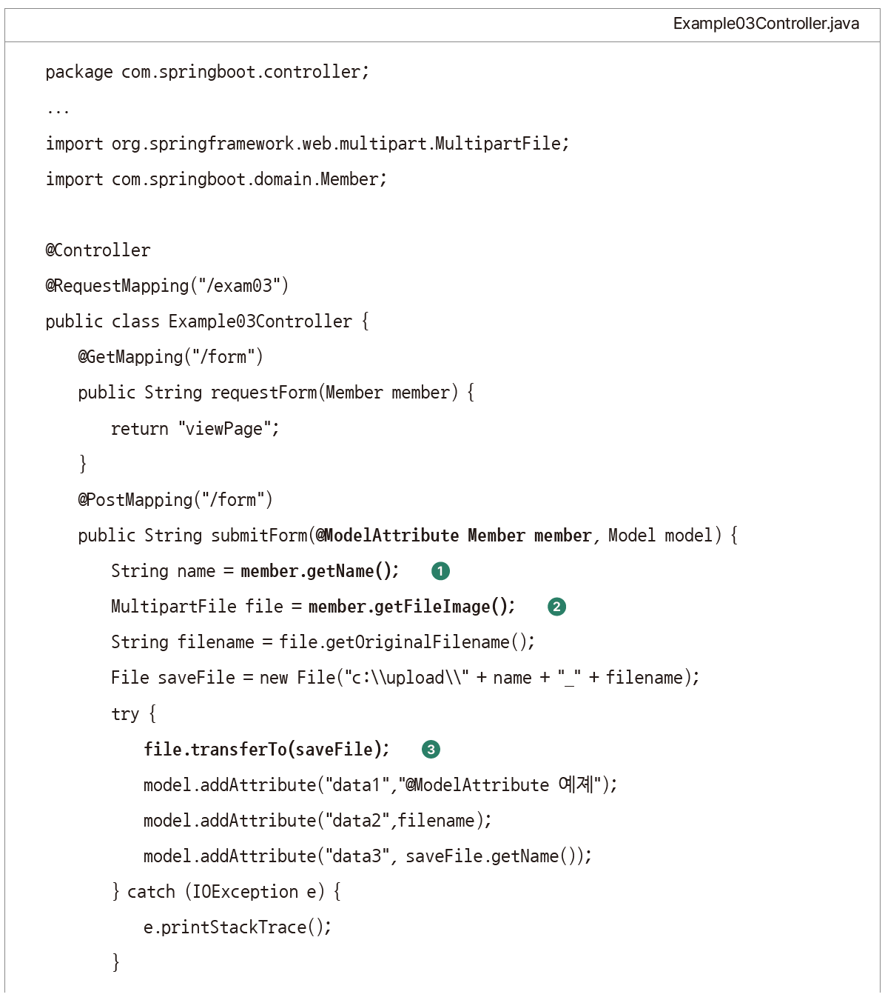 Example03Controller.java
package com.springboot.controller;
...
import org.springframework.web.multipart.MultipartFile;
import com.springboot.domain.Member;
@Controller
@RequestMapping("/exam03")
public class Example03Controller {
@GetMapping("/form")
public String requestForm(Member member) {
return "viewPage";
}
@PostMapping("/form")
public String submitForm(@ModelAttribute Member member, Model model) {
String name = member.getName(); 1
MultipartFile file = member.getFileImage(); 2
String filename = file.getOriginalFilename();
File saveFile = new File("c:\\upload\\" + name + "_" + filename);
try {
file.transferTo(saveFile); 3
model.addAttribute("data1","@ModelAttribute 예졔");
model.addAttribute("data2",filename);
model.addAttribute("data3", saveFile.getName());
} catch (IOException e) {
e.printStackTrace();
}